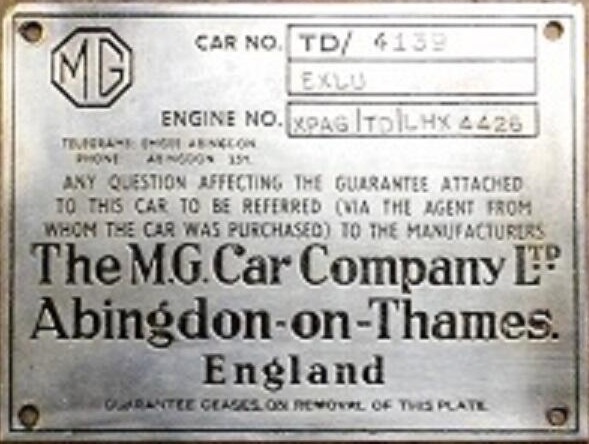 MG
CAR NO. TD/ 4139
EXLU
ENGINE NO. XPAG TD LHX 4426
TELEGRAMS: EMGEE ABINGDON.
PHONE ABINGDON 251.
ANY QUESTION AFFECTING THE GUARANTEE ATTACHED
TO THIS CAR TO BE REFERRED (VIA THE AGENT FROM
WHOM THE CAR WAS PURCHASED) TO THE MANUFACTURERS
The M.G. Car Company LTD
Abingdon-on-Thames.
England
GUARANTEE CEASES, ON REMOVAL OF THIS PLATE.